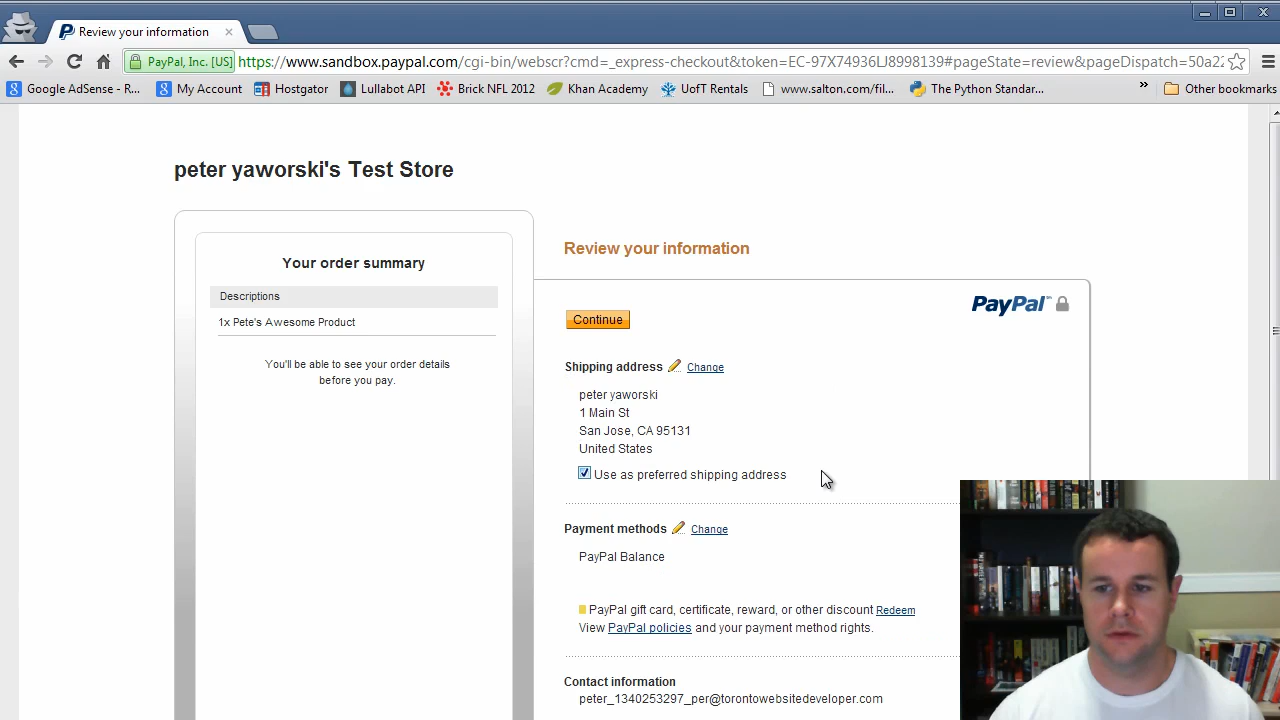 Review your information
PayPal, Inc. [US]
https://www.sandbox.paypal.com/cgi-bin/webscr?cmd=_express-checkout&token=EC-97X74936LJ8998139#pageState=review&pageDispatch=50a22
Google AdSense - R...
My Account
Hostgator
Lullabot API
Brick NFL 2012
Khan Academy
UofT Rentals
www.salton.com/fil...
The Python Standar...
»
Other bookmarks
peter yaworski's Test Store
Your order summary
Descriptions
1x Pete's Awesome Product
You'll be able to see your order details
before you pay.
Review your information
PayPal
Continue
Shipping address Change
peter yaworski
1 Main St
San Jose, CA 95131
United States
Use as preferred shipping address
Payment methods Change
PayPal Balance
PayPal gift card, certificate, reward, or other discount Redeem
View PayPal policies and your payment method rights.
Contact information
peter_1340253297_per@torontowebsitedeveloper.com